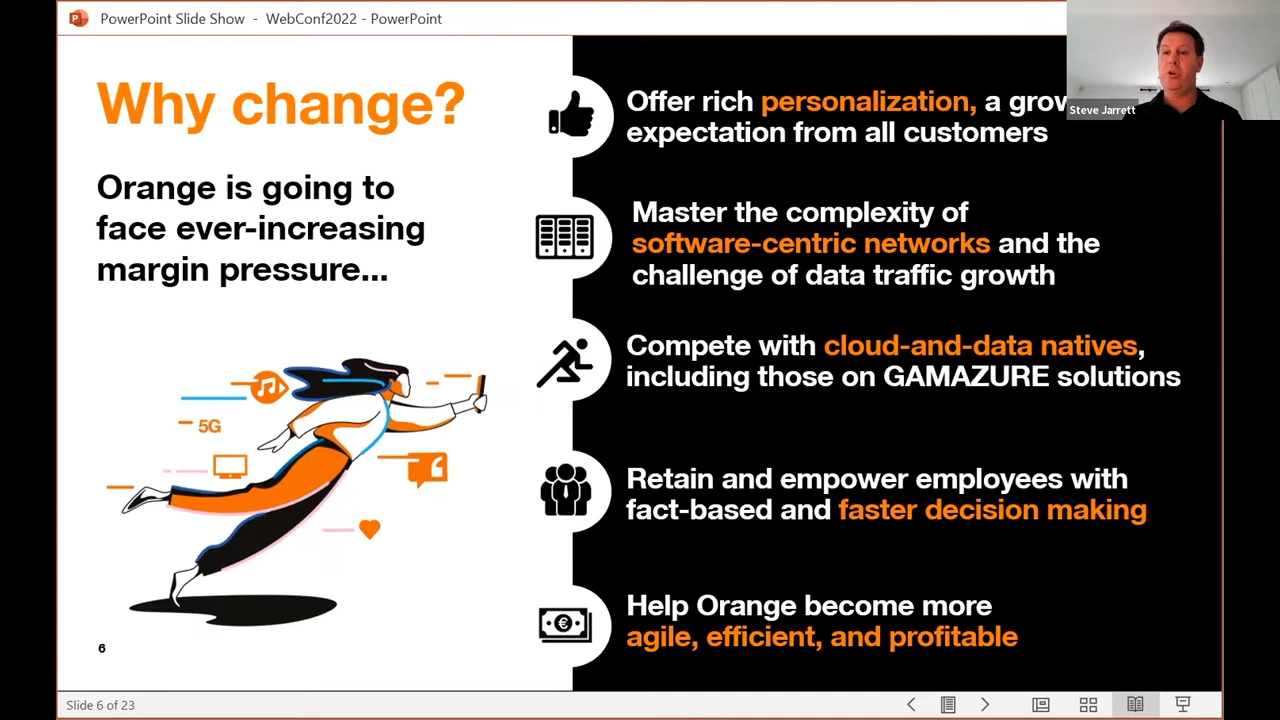 PowerPoint Slide Show - WebConf2022 - PowerPoint
Why change?
Orange is going to
face ever-increasing
margin pressure...
5G
6
Offer rich personalization, a
expectation from all customers
Master the complexity of
software-centric networks and the
challenge of data traffic growth
Compete with cloud-and-data natives,
including those on GAMAZURE solutions
Retain and empower employees with
fact-based and faster decision making
Help Orange become more
agile, efficient, and profitable
Steve Jarrett
Slide 6 of 23